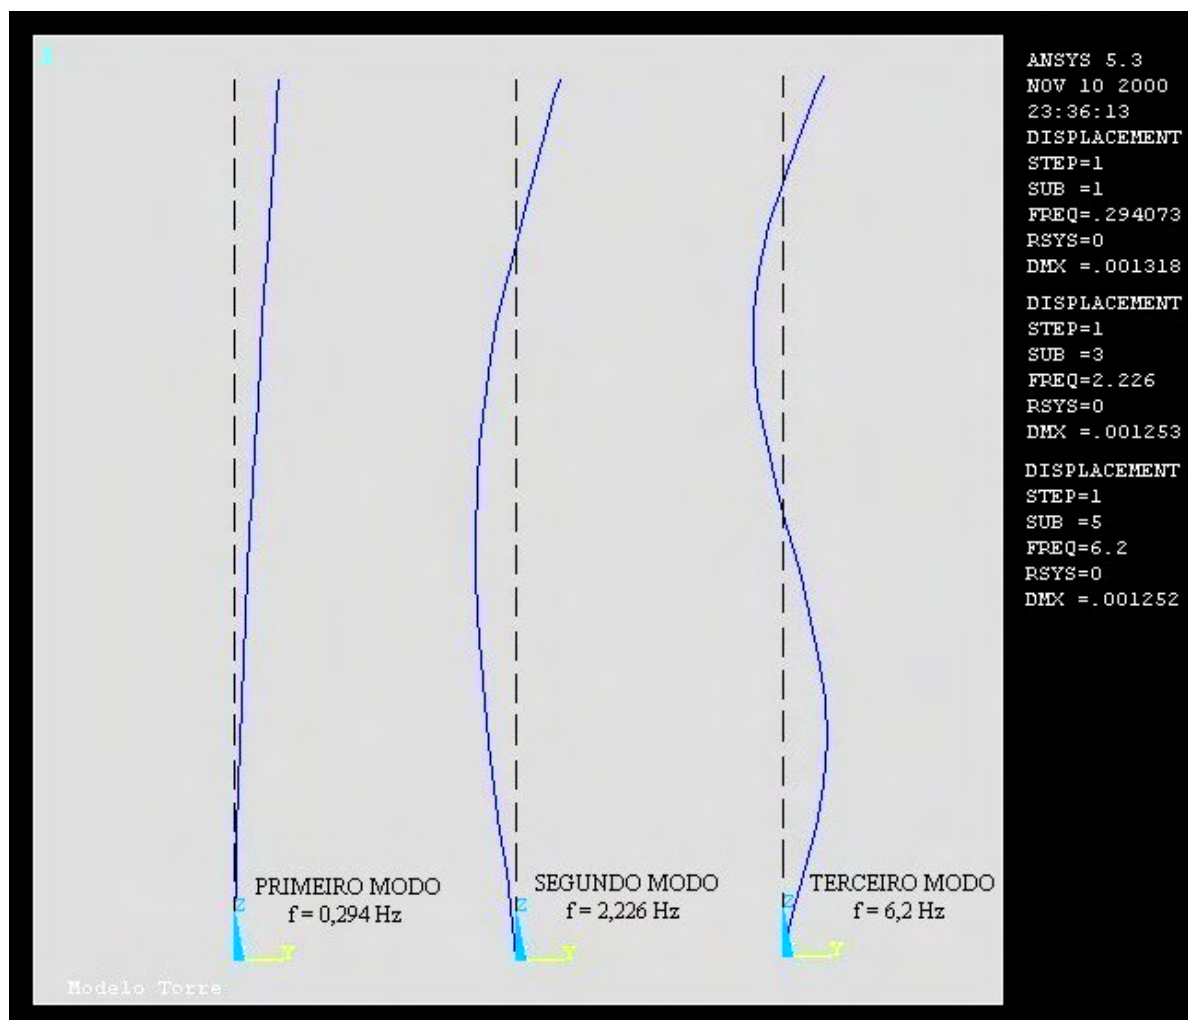 1
ANSYS 5.3
NOV 10 2000
23:36:13
DISPLACEMENT
STEP=1
SUB =1
FREQ=.294073
RSYS=0
DMX =.001318
DISPLACEMENT
STEP=1
SUB =3
FREQ=2.226
RSYS=0
DMX =.001253
DISPLACEMENT
STEP=1
SUB =5
FREQ=6.2
RSYS=0
DMX =.001252
PRIMEIRO MODO
f = 0,294 Hz
SEGUNDO MODO
f = 2,226 Hz
TERCEIRO MODO
f = 6,2 Hz
Z
Y
Z
Y
Z
Y
Modelo Torre